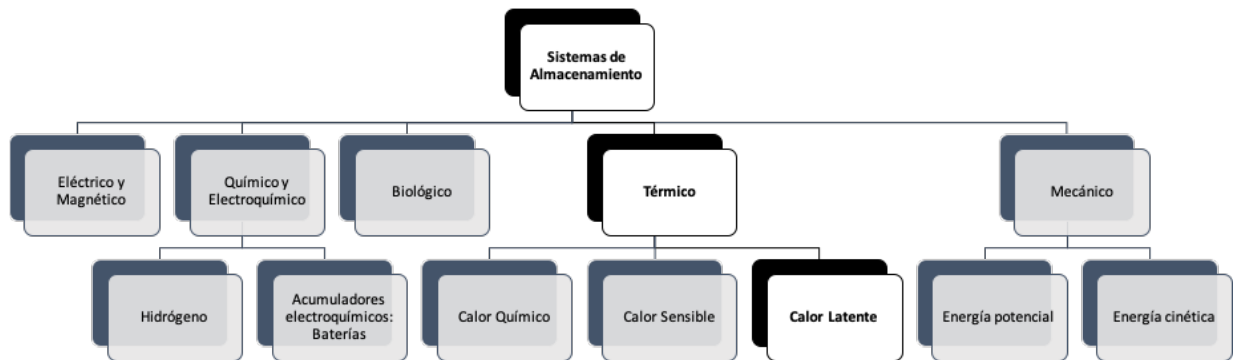 Sistemas de
Almacenamiento
Eléctrico y
Magnético
Químico y
Electroquímico
Biológico
Térmico
Mecánico
Hidrógeno
Acumuladores
electroquímicos:
Baterías
Calor Químico
Calor Sensible
Calor Latente
Energía potencial
Energía cinética